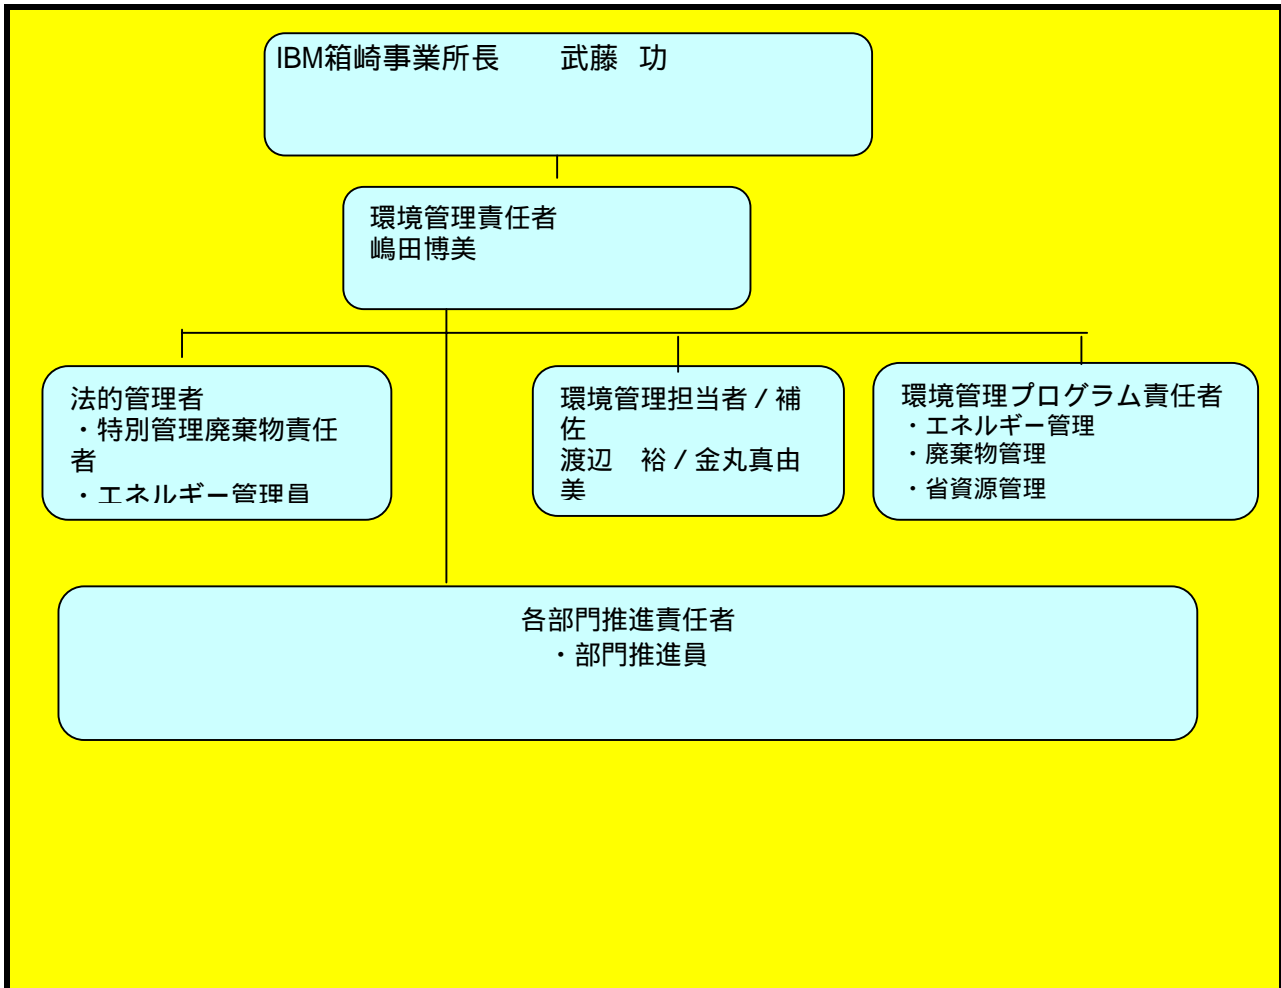 IBM箱崎事業所長　　武藤 功
環境管理責任者
嶋田博美
法的管理者
・特別管理廃棄物責任
者
・エネルギー管理員
環境管理担当者 / 補
佐
渡辺　裕 / 金丸真由
美
環境管理プログラム責任者
・エネルギー管理
・廃棄物管理
・省資源管理
各部門推進責任者
・部門推進員